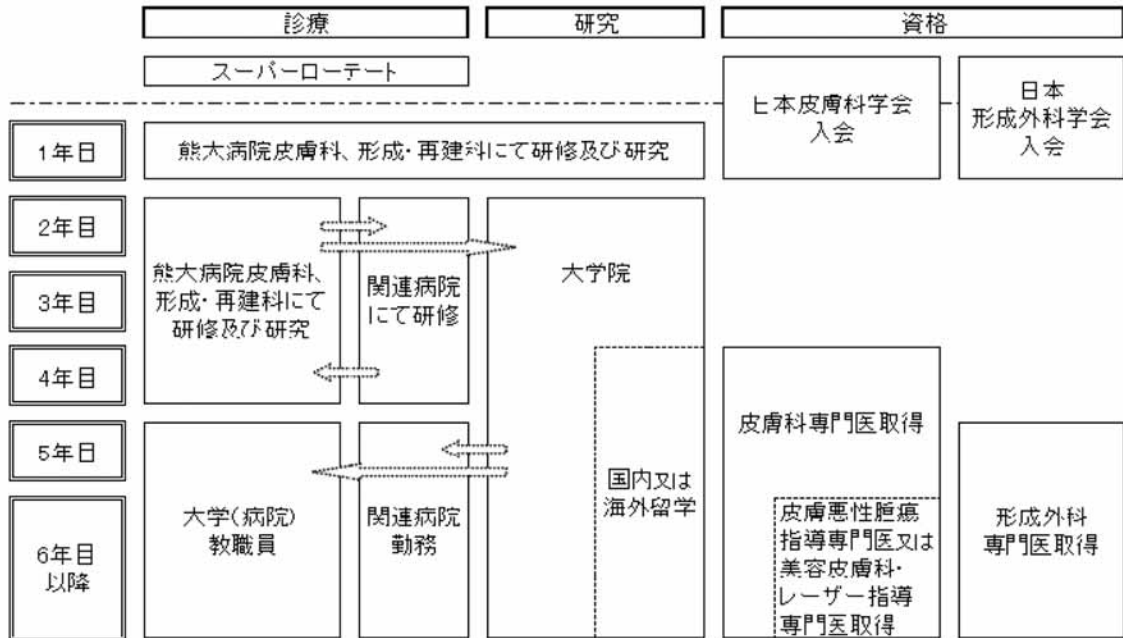 診療
研究
資格
スーパーローテート
日本皮膚科学会
入会
日本
形成外科学会
入会
1年目
熊大病院皮膚科、形成・再建科にて研修及び研究
2年目
3年目
4年目
熊大病院皮膚科、
形成・再建科にて
研修及び研究
関連病院
にて研修
大学院
5年目
6年目
以降
大学(病院)
教職員
関連病院
勤務
国内又は
海外留学
皮膚科専門医取得
皮膚悪性腫瘍
指導専門医又は
美容皮膚科・
レーザー指導
専門医取得
形成外科
専門医取得